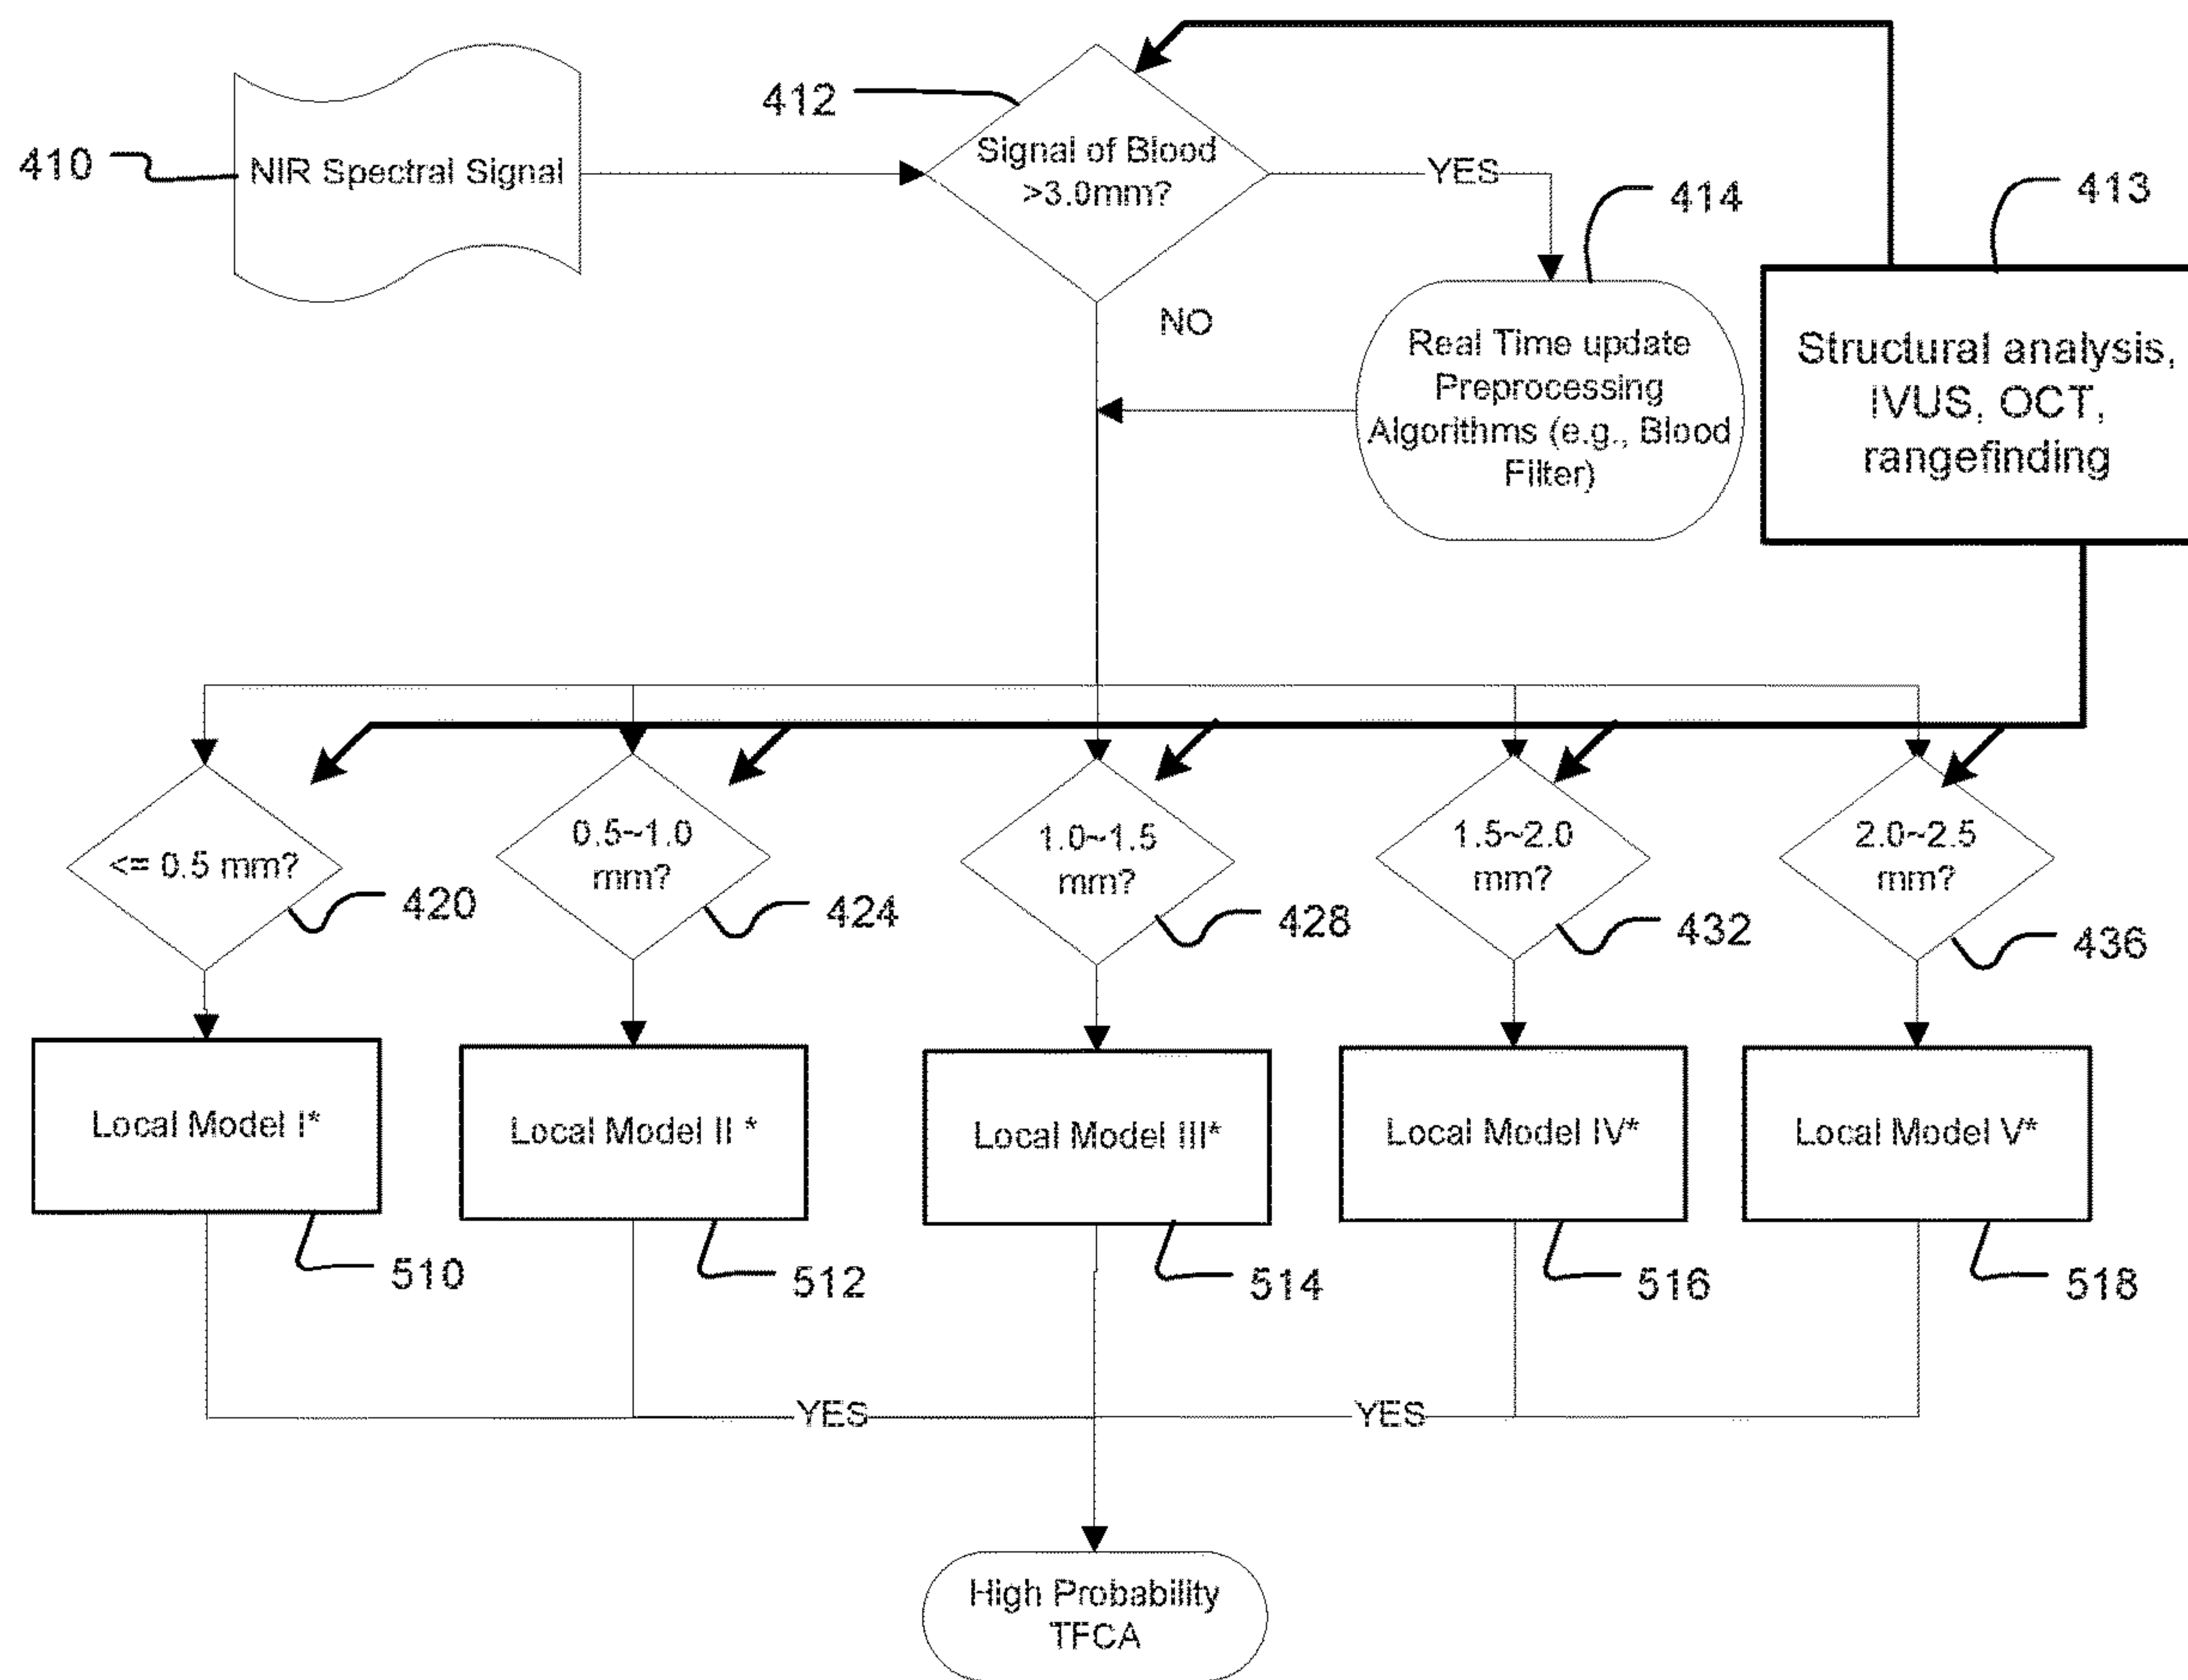 412
410
NIR Spectral Signal
Signal of Blood
>3.0mm?
YES
414
413
NO
Real Time update
Preprocessing
Algorithms (e.g., Blood
Filter)
Structural analysis,
IVUS, OCT,
rangefinding
<= 0.5 mm?
420
0.5~1.0
mm?
424
1.0~1.5
mm?
428
1.5~2.0
mm?
432
2.0~2.5
mm?
436
Local Model I*
Local Model II *
Local Model III*
Local Model IV*
Local Model V*
510
512
514
516
518
YES
YES
High Probability
TFCA